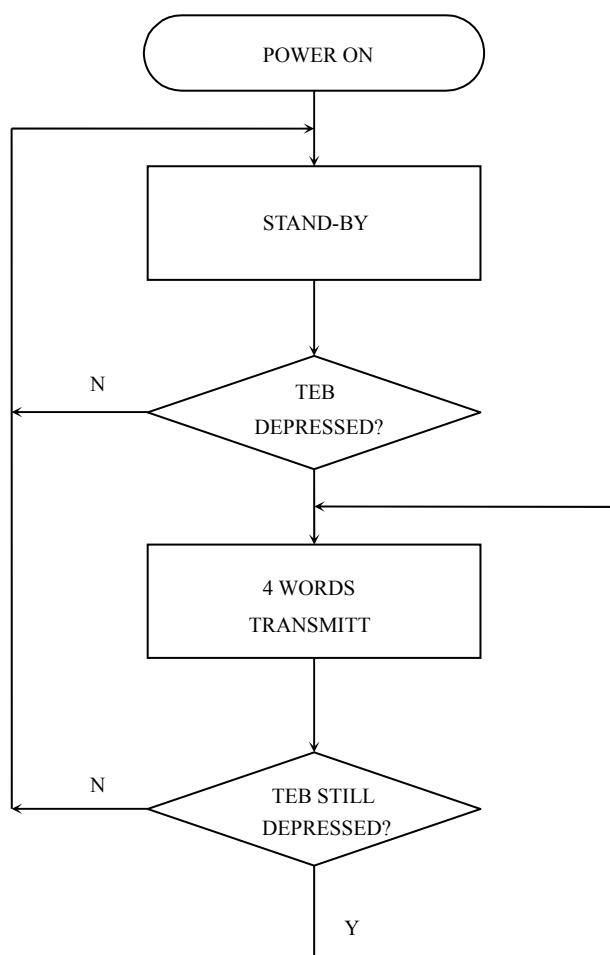 POWER ON
STAND-BY
N
TEB
DEPRESSED?
4 WORDS
TRANSMITT
N
TEB STILL
DEPRESSED?
Y